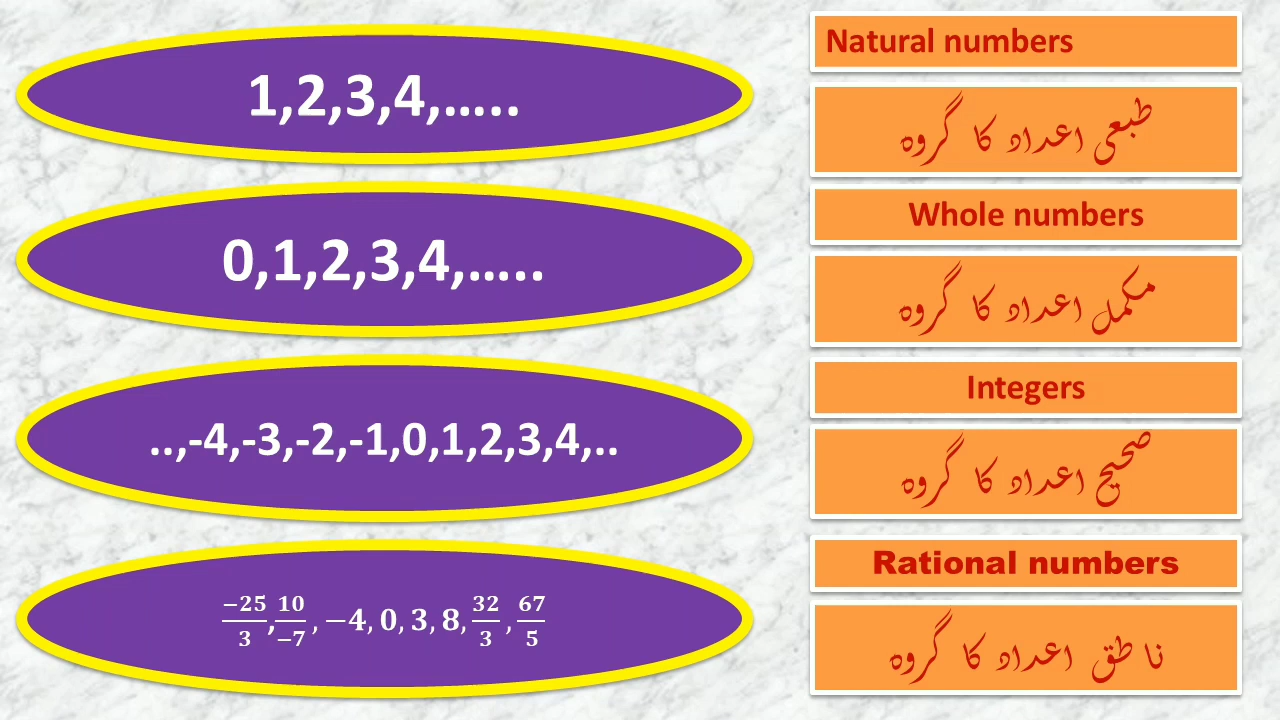 1,2,3,4,…..
Natural numbers
طبعی اعداد کا گروہ
0,1,2,3,4,…..
Whole numbers
مکمل اعداد کا گروہ
..,-4,-3,-2,-1,0,1,2,3,4,..
Integers
صحیح اعداد کا گروہ
−25/3, 10/−7, −4, 0, 3, 8, 32/3, 67/5
Rational numbers
نا طق اعداد کا گروہ